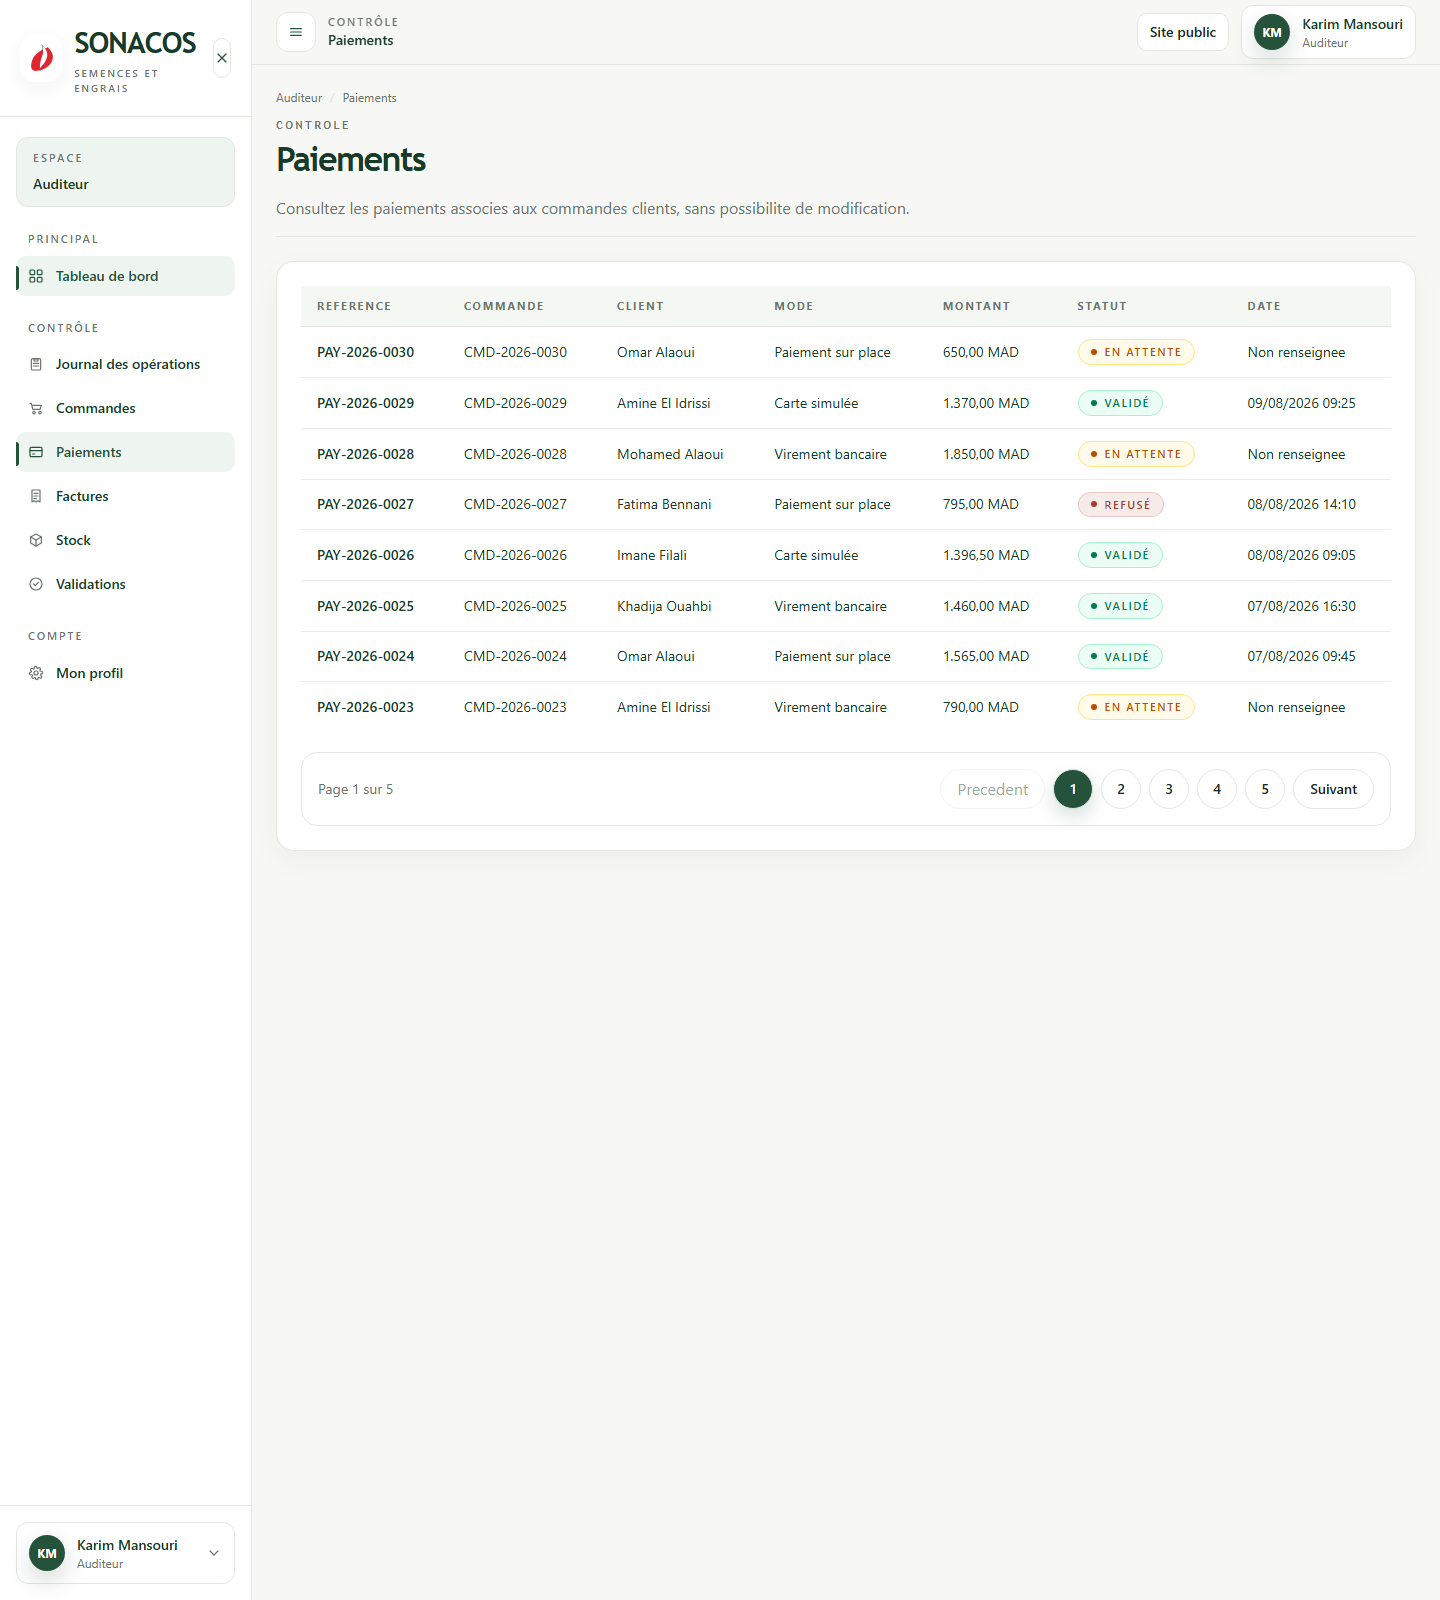 SONACOS
SEMENCES ET
ENGRAIS
ESPACE
Auditeur
PRINCIPAL
Tableau de bord
CONTRÔLE
Journal des opérations
Commandes
Paiements
Factures
Stock
Validations
COMPTE
Mon profil
KM
Karim Mansouri
Auditeur
CONTRÔLE
Paiements
Site public
KM
Karim Mansouri
Auditeur
Auditeur / Paiements
CONTROLE
Paiements
Consultez les paiements associes aux commandes clients, sans possibilite de modification.
REFERENCE COMMANDE CLIENT MODE MONTANT STATUT DATE
PAY-2026-0030 CMD-2026-0030 Omar Alaoui Paiement sur place 650,00 MAD EN ATTENTE Non renseignee
PAY-2026-0029 CMD-2026-0029 Amine El Idrissi Carte simulée 1.370,00 MAD VALIDÉ 09/08/2026 09:25
PAY-2026-0028 CMD-2026-0028 Mohamed Alaoui Virement bancaire 1.850,00 MAD EN ATTENTE Non renseignee
PAY-2026-0027 CMD-2026-0027 Fatima Bennani Paiement sur place 795,00 MAD REFUSÉ 08/08/2026 14:10
PAY-2026-0026 CMD-2026-0026 Imane Filali Carte simulée 1.396,50 MAD VALIDÉ 08/08/2026 09:05
PAY-2026-0025 CMD-2026-0025 Khadija Ouahbi Virement bancaire 1.460,00 MAD VALIDÉ 07/08/2026 16:30
PAY-2026-0024 CMD-2026-0024 Omar Alaoui Paiement sur place 1.565,00 MAD VALIDÉ 07/08/2026 09:45
PAY-2026-0023 CMD-2026-0023 Amine El Idrissi Virement bancaire 790,00 MAD EN ATTENTE Non renseignee
Page 1 sur 5 Precedent 1 2 3 4 5 Suivant